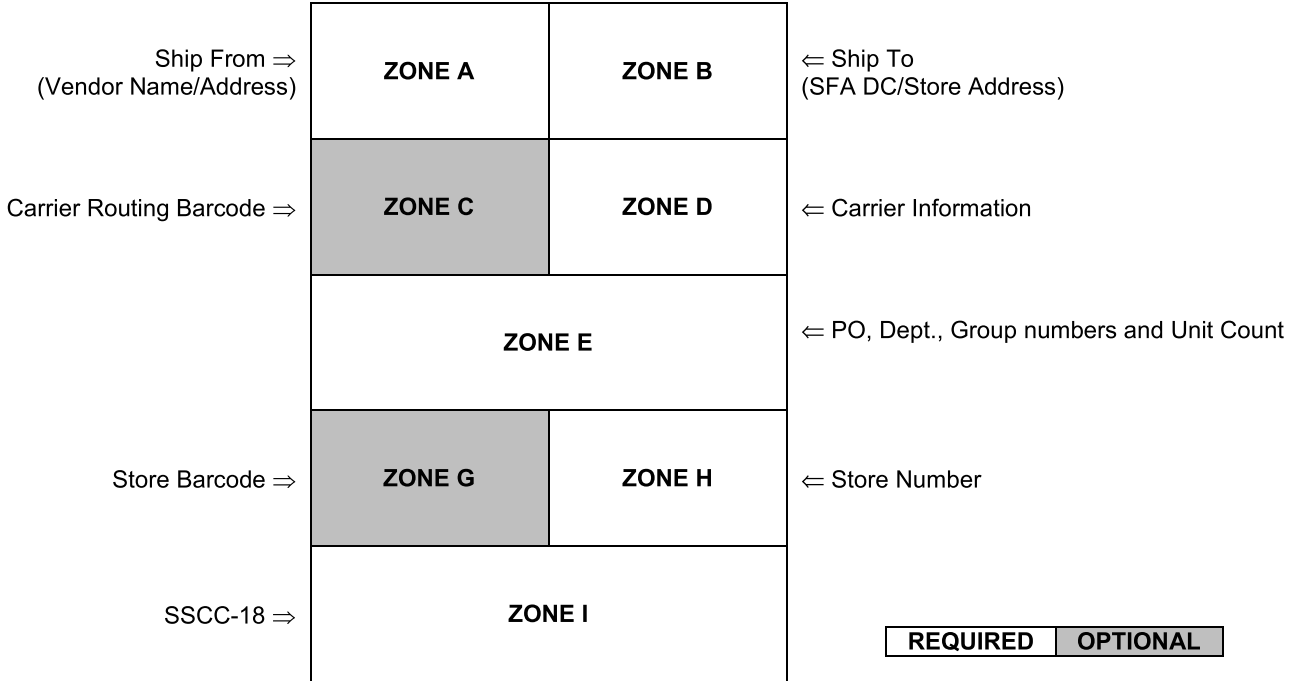 Ship From ⇒
(Vendor Name/Address)
ZONE A
ZONE B
⇐ Ship To
(SFA DC/Store Address)
Carrier Routing Barcode ⇒
ZONE C
ZONE D
⇐ Carrier Information
ZONE E
⇐ PO, Dept., Group numbers and Unit Count
Store Barcode ⇒
ZONE G
ZONE H
⇐ Store Number
SSCC-18 ⇒
ZONE I
REQUIRED
OPTIONAL